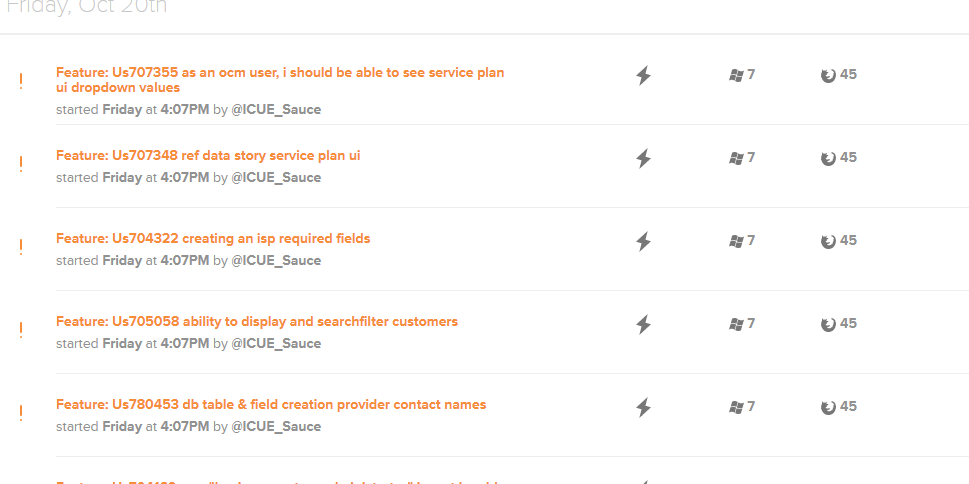 Friday, Oct 20th
Feature: Us707355 as an ocm user, i should be able to see service plan
ui dropdown values
7
45
started Friday at 4:07PM by @ICUE_Sauce
Feature: Us707348 ref data story service plan ui
7
45
started Friday at 4:07PM by @ICUE_Sauce
Feature: Us704322 creating an isp required fields
7
45
started Friday at 4:07PM by @ICUE_Sauce
Feature: Us705058 ability to display and searchfilter customers
7
45
started Friday at 4:07PM by @ICUE_Sauce
Feature: Us780453 db table & field creation provider contact names
7
45
started Friday at 4:07PM by @ICUE_Sauce